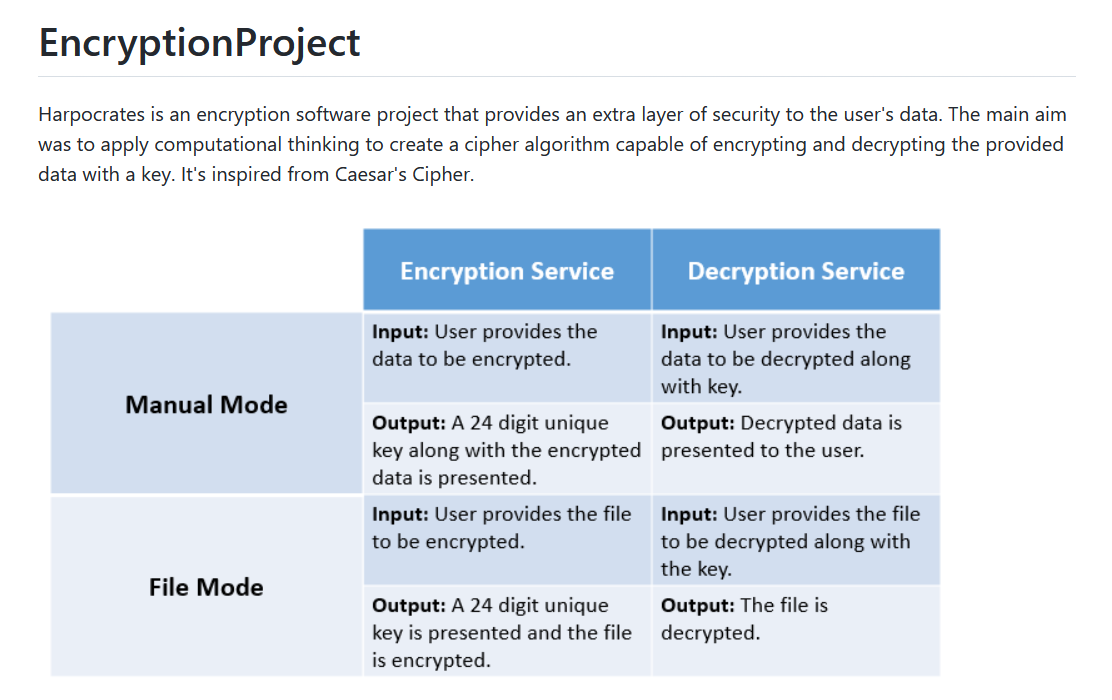 EncryptionProject
Harpocrates is an encryption software project that provides an extra layer of security to the user's data. The main aim
was to apply computational thinking to create a cipher algorithm capable of encrypting and decrypting the provided
data with a key. It's inspired from Caesar's Cipher.
Encryption Service
Decryption Service
Manual Mode
Input: User provides the
data to be encrypted.
Input: User provides the
data to be decrypted along
with key.
Output: A 24 digit unique
key along with the encrypted
data is presented.
Output: Decrypted data is
presented to the user.
File Mode
Input: User provides the file
to be encrypted.
Input: User provides the file
to be decrypted along with
the key.
Output: A 24 digit unique
key is presented and the file
is encrypted.
Output: The file is
decrypted.